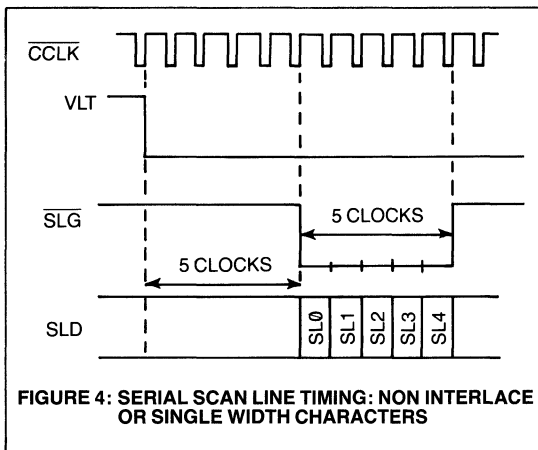 CCLK
VLT
SLG
5 CLOCKS
5 CLOCKS
SLD
SL0
SL1
SL2
SL3
SL4
FIGURE 4: SERIAL SCAN LINE TIMING: NON INTERLACE
OR SINGLE WIDTH CHARACTERS